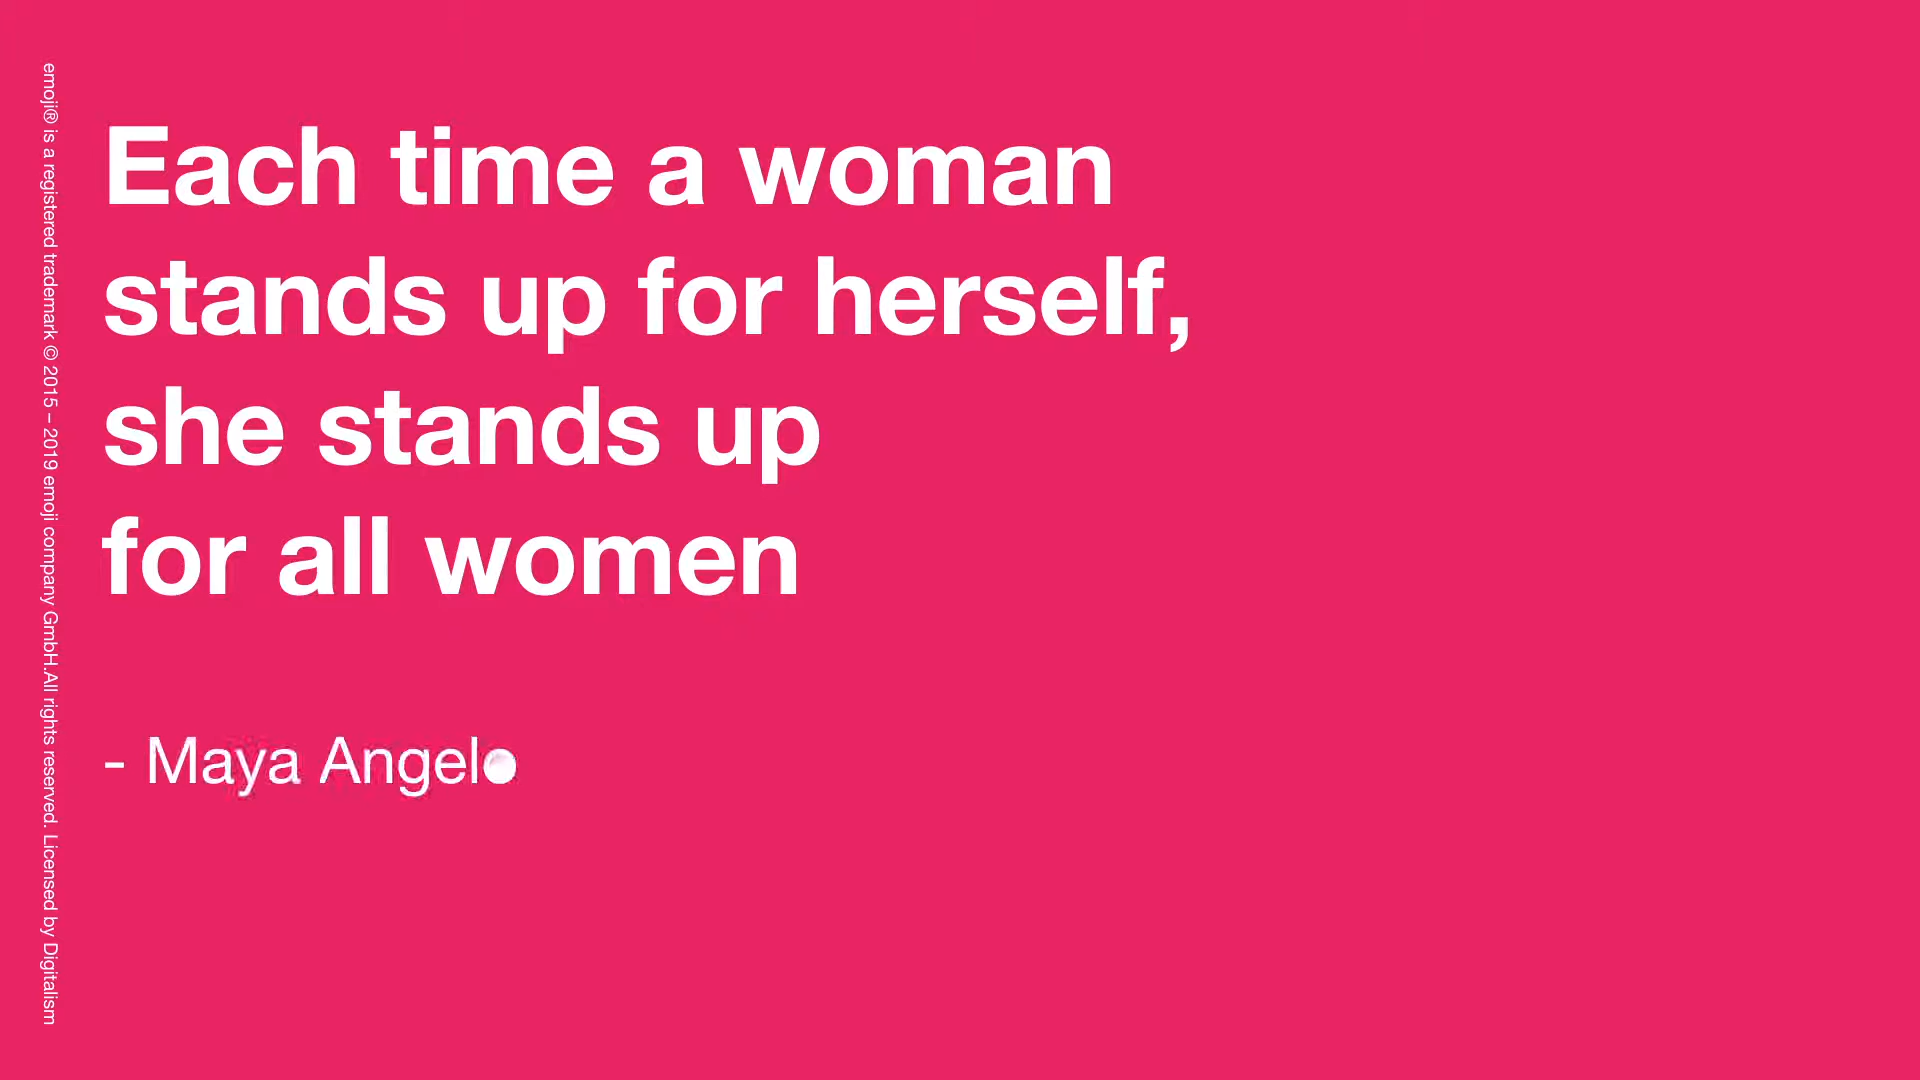 emoji® is a registered trademark © 2015 – 2019 emoji company GmbH.All rights reserved. Licensed by Digitalism
Each time a woman
stands up for herself,
she stands up
for all women
- Maya Angelo